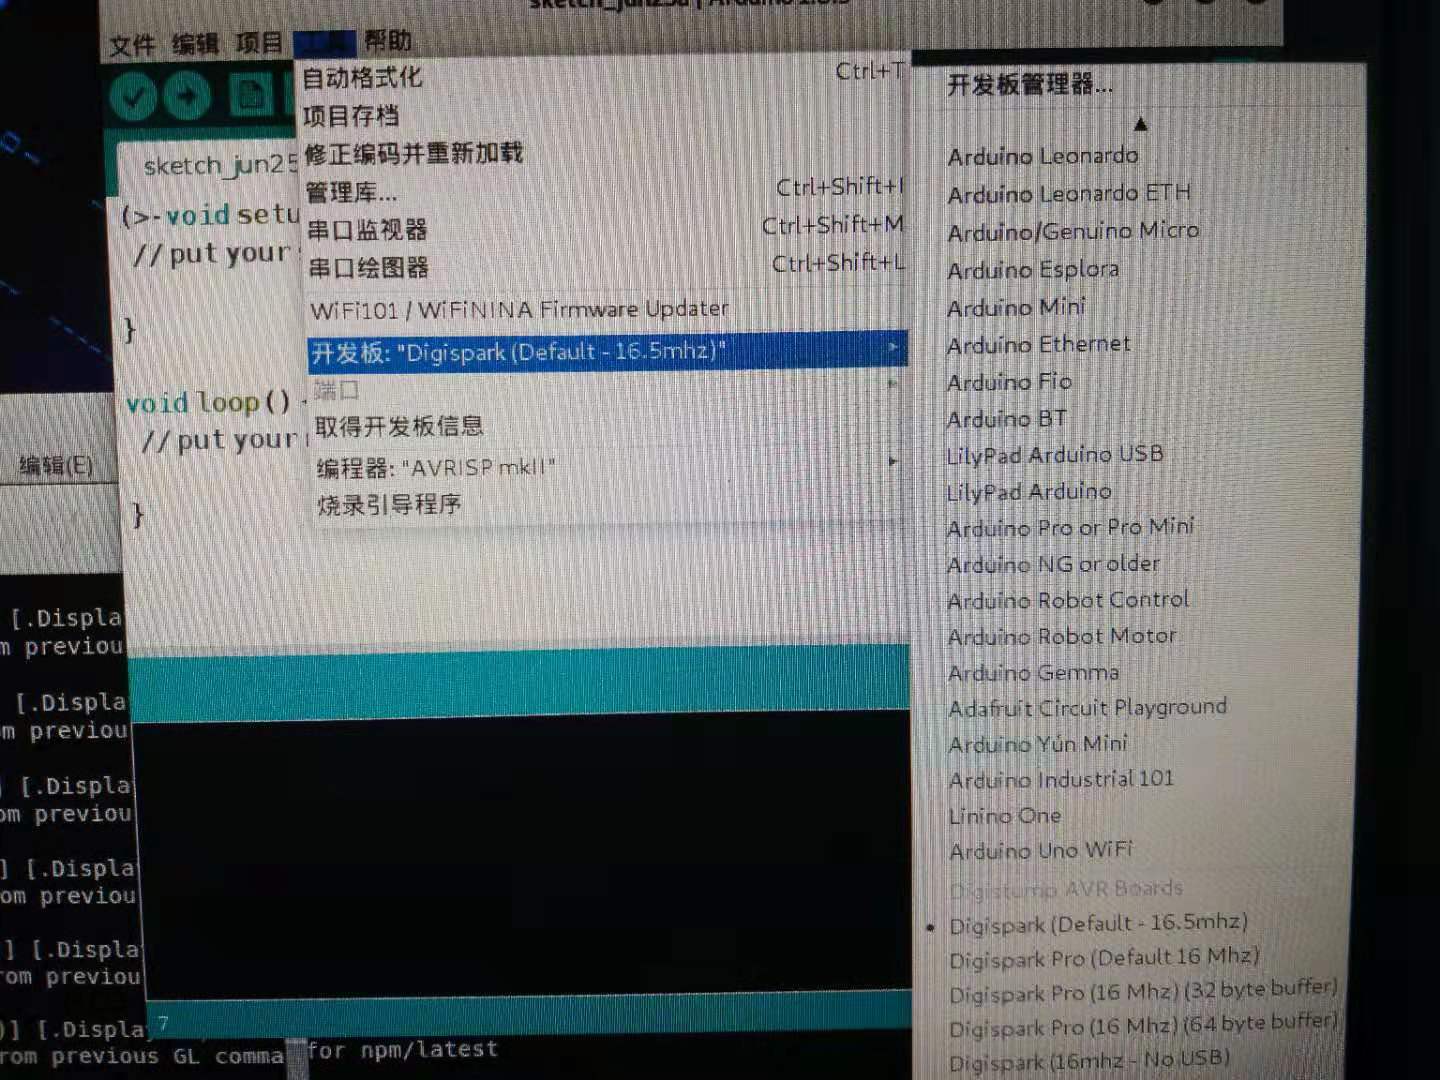 文件 编辑 项目 工具 帮助
自动格式化 Ctrl+T
项目存档
修正编码并重新加载
管理库... Ctrl+Shift+I
串口监视器 Ctrl+Shift+M
串口绘图器 Ctrl+Shift+L
WiFi101 / WiFiNINA Firmware Updater
开发板: "Digispark (Default - 16.5mhz)"
端口
取得开发板信息
编程器: "AVRISP mkII"
烧录引导程序
开发板管理器...
Arduino Leonardo
Arduino Leonardo ETH
Arduino/Genuino Micro
Arduino Esplora
Arduino Mini
Arduino Ethernet
Arduino Fio
Arduino BT
LilyPad Arduino USB
LilyPad Arduino
Arduino Pro or Pro Mini
Arduino NG or older
Arduino Robot Control
Arduino Robot Motor
Arduino Gemma
Adafruit Circuit Playground
Arduino Yún Mini
Arduino Industrial 101
Linino One
Arduino Uno WiFi
Digistump AVR Boards
Digispark (Default - 16.5mhz)
Digispark Pro (Default 16 Mhz)
Digispark Pro (16 Mhz) (32 byte buffer)
Digispark Pro (16 Mhz) (64 byte buffer)
Digispark (16mhz - No USB)
sketch_jun25
(>-void setu
// put your
}
void loop()
// put your
}
编辑(E)
[.Displa
m previou
[.Displa
m previou
[.Displa
om previou
] [.Displa
om previou
] [.Displa
rom previou
)] [.Displa
rom previous GL comma for npm/latest
7